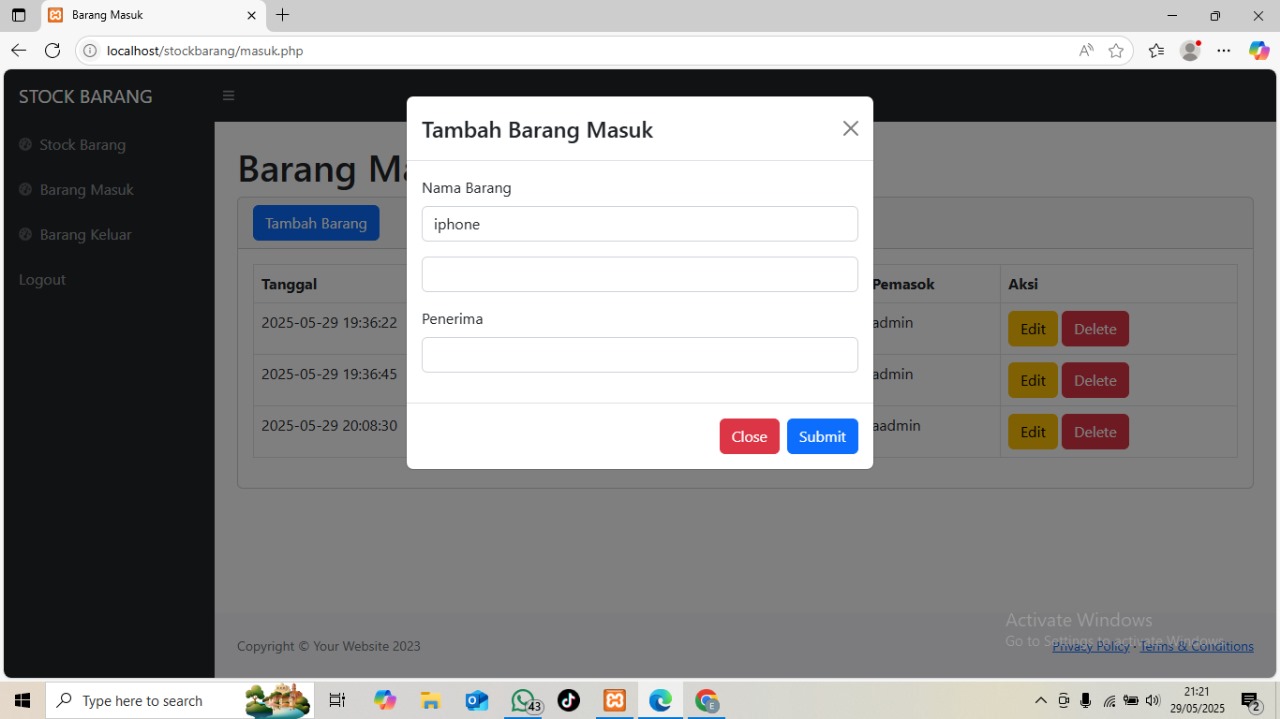 Barang Masuk
localhost/stockbarang/masuk.php
STOCK BARANG
Stock Barang
Barang Masuk
Barang Keluar
Logout
Barang Ma
Tambah Barang
Tanggal
Pemasok
Aksi
2025-05-29 19:36:22
admin
Edit
Delete
2025-05-29 19:36:45
admin
Edit
Delete
2025-05-29 20:08:30
aadmin
Edit
Delete
Tambah Barang Masuk
Nama Barang
iphone
Penerima
Close
Submit
Copyright © Your Website 2023
Privacy Policy · Terms & Conditions
Activate Windows
Go to Settings to activate Windows.
Type here to search
43
E
21:21
29/05/2025
2